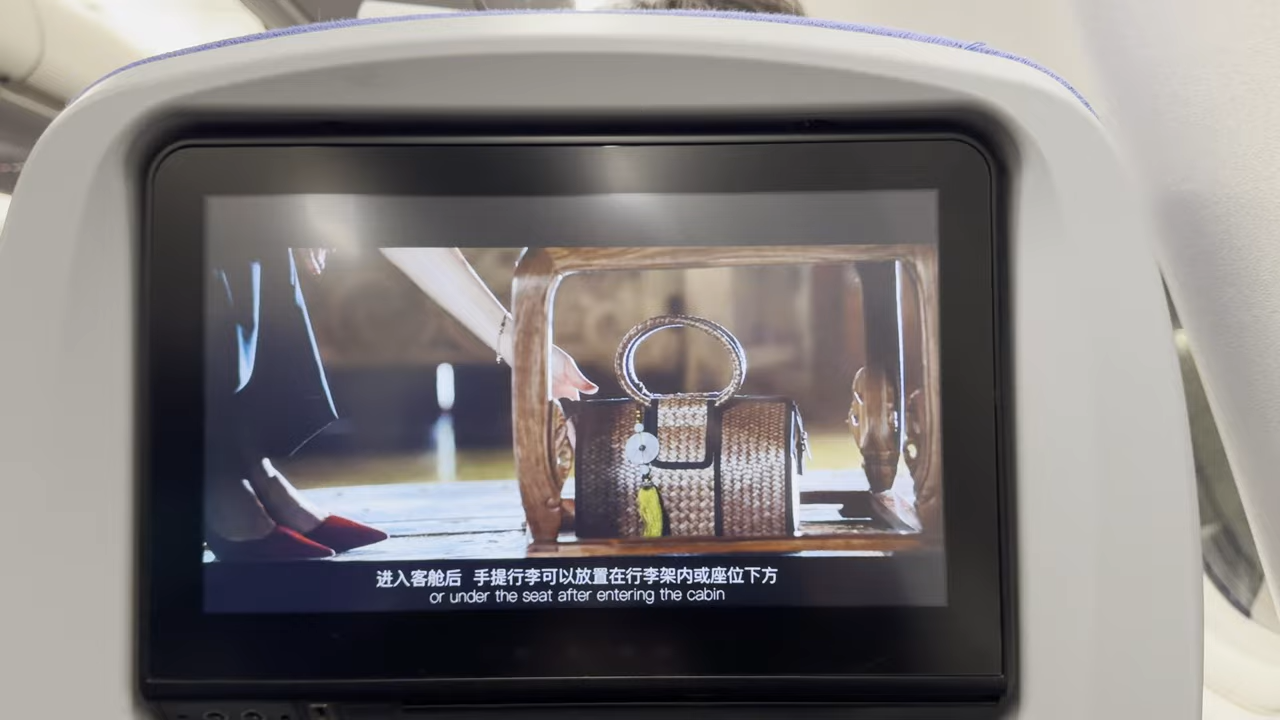 进入客舱后 手提行李可以放置在行李架内或座位下方
or under the seat after entering the cabin